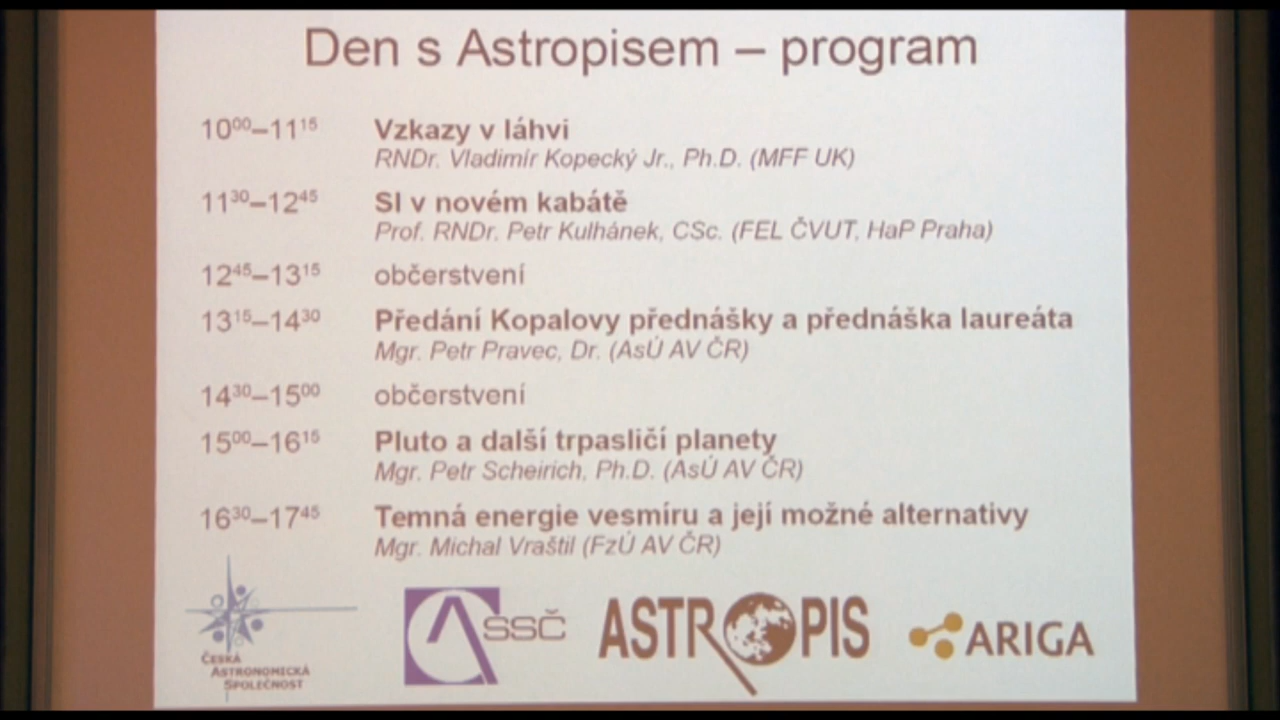 Den s Astropisem – program
10⁰⁰–11¹⁵ Vzkazy v láhvi
RNDr. Vladimír Kopecký Jr., Ph.D. (MFF UK)
11³⁰–12⁴⁵ SI v novém kabátě
Prof. RNDr. Petr Kulhánek, CSc. (FEL ČVUT, HaP Praha)
12⁴⁵–13¹⁵ občerstvení
13¹⁵–14³⁰ Předání Kopalovy přednášky a přednáška laureáta
Mgr. Petr Pravec, Dr. (AsÚ AV ČR)
14³⁰–15⁰⁰ občerstvení
15⁰⁰–16¹⁵ Pluto a další trpasličí planety
Mgr. Petr Scheirich, Ph.D. (AsÚ AV ČR)
16³⁰–17⁴⁵ Temná energie vesmíru a její možné alternativy
Mgr. Michal Vraštil (FzÚ AV ČR)
ČESKÁ
ASTRONOMICKÁ
SPOLEČNOST
ASSČ
ASTROPIS
ARIGA